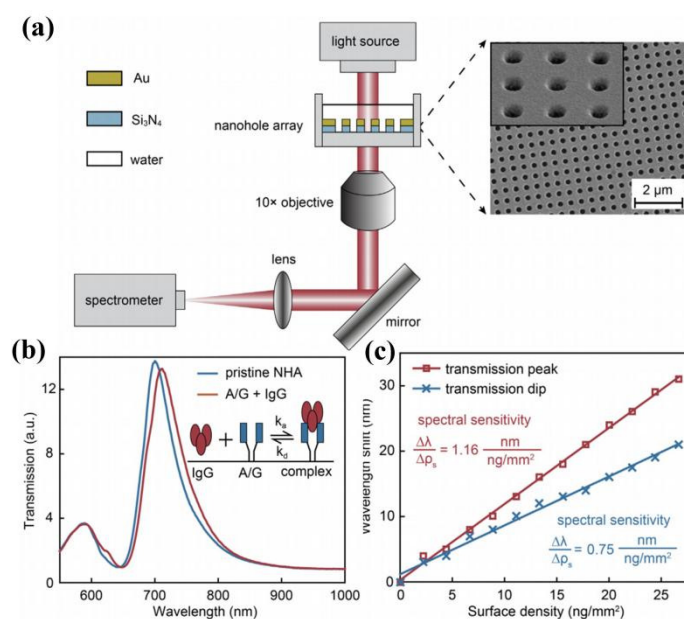 (a)
light source
Au
Si₃N₄
water
nanohole array
10× objective
lens
spectrometer
mirror
2 μm
(b)
Transmission (a.u.)
12
8
4
0
600 700 800 900 1000
Wavelength (nm)
pristine NHA
A/G + IgG
kₐ
+
k_d
IgG A/G complex
(c)
Wavelength shift (nm)
30
20
10
0
0 5 10 15 20 25
Surface density (ng/mm²)
transmission peak
transmission dip
spectral sensitivity
Δλ/Δρₛ = 1.16 nm/ng/mm²
spectral sensitivity
Δλ/Δρₛ = 0.75 nm/ng/mm²